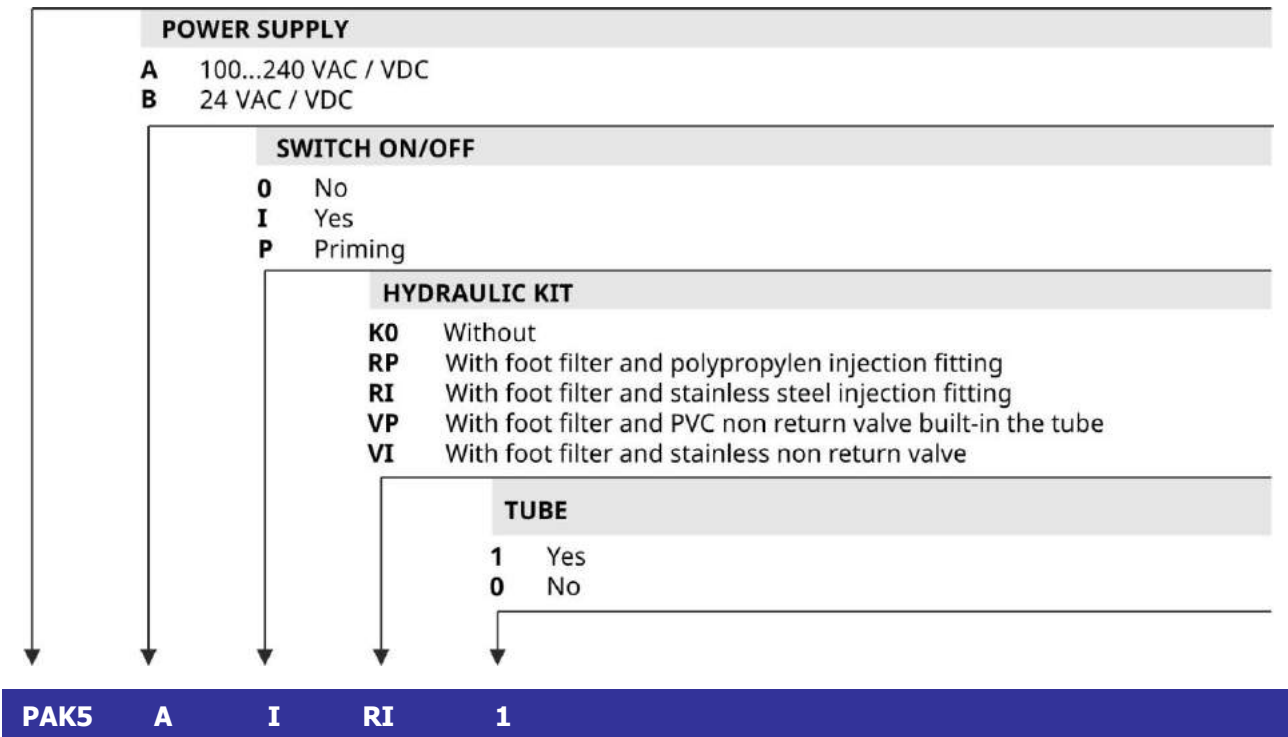 POWER SUPPLY
A 100...240 VAC / VDC
B 24 VAC / VDC
SWITCH ON/OFF
0 No
I Yes
P Priming
HYDRAULIC KIT
K0 Without
RP With foot filter and polypropylen injection fitting
RI With foot filter and stainless steel injection fitting
VP With foot filter and PVC non return valve built-in the tube
VI With foot filter and stainless non return valve
TUBE
1 Yes
0 No
PAK5 A I RI 1